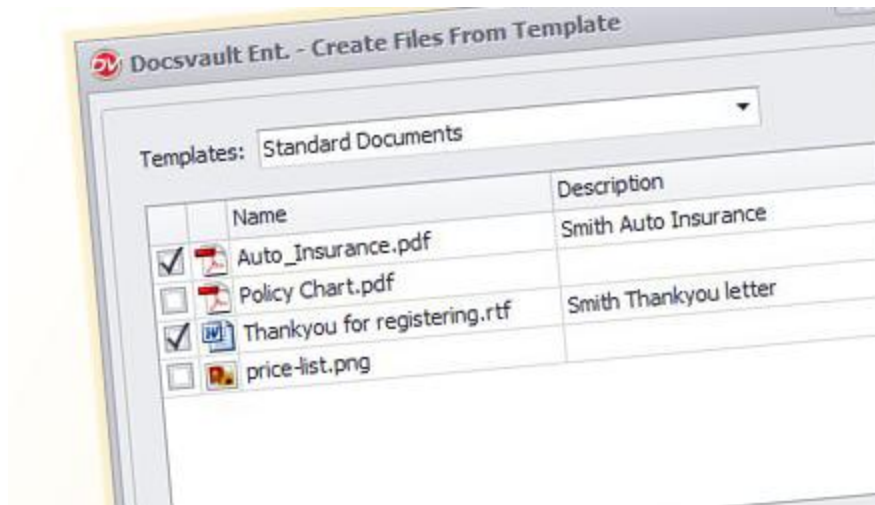 DV Docsvault Ent. - Create Files From Template
Templates: Standard Documents
Name Description
Auto_Insurance.pdf Smith Auto Insurance
Policy Chart.pdf
Thankyou for registering.rtf Smith Thankyou letter
price-list.png